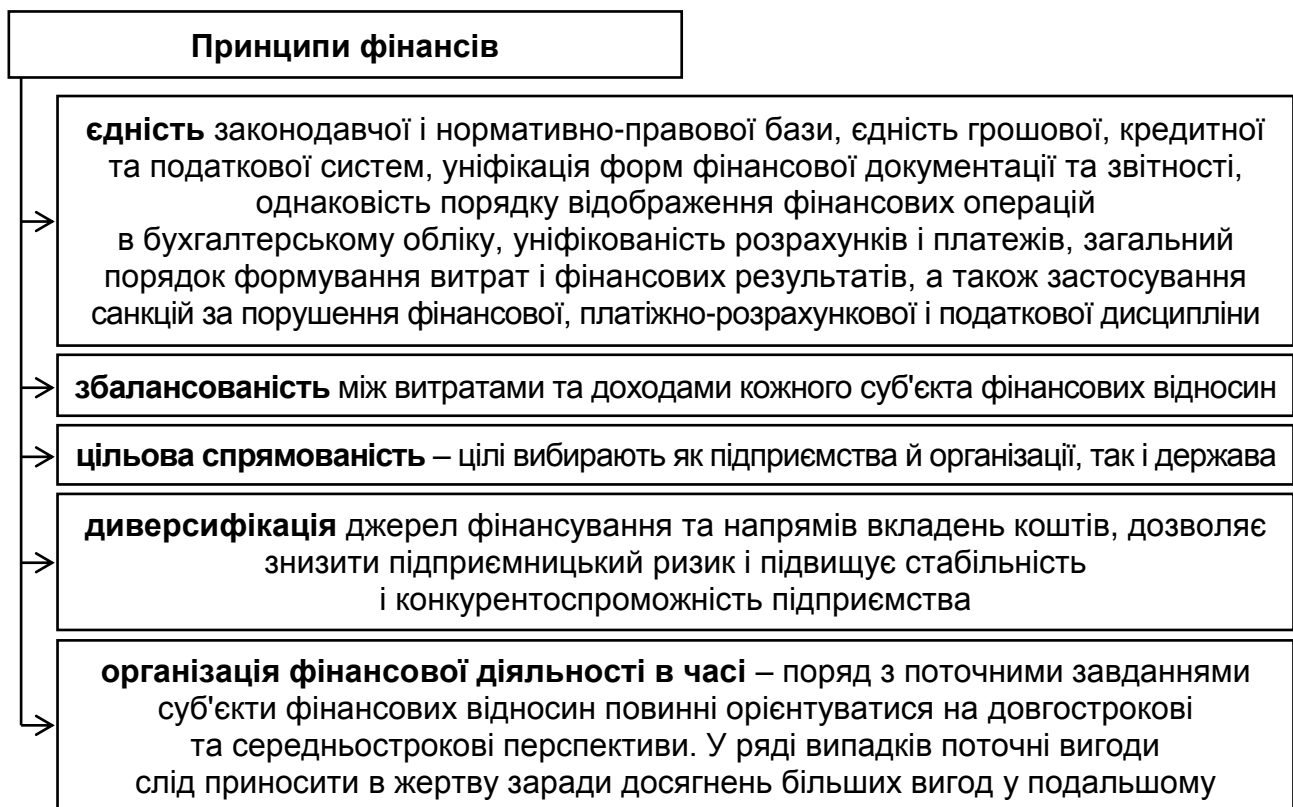 Принципи фінансів
єдність законодавчої і нормативно-правової бази, єдність грошової, кредитної
та податкової систем, уніфікація форм фінансової документації та звітності,
однаковість порядку відображення фінансових операцій
в бухгалтерському обліку, уніфікованість розрахунків і платежів, загальний
порядок формування витрат і фінансових результатів, а також застосування
санкцій за порушення фінансової, платіжно-розрахункової і податкової дисципліни
збалансованість між витратами та доходами кожного суб'єкта фінансових відносин
цільова спрямованість – цілі вибирають як підприємства й організації, так і держава
диверсифікація джерел фінансування та напрямів вкладень коштів, дозволяє
знизити підприємницький ризик і підвищує стабільність
і конкурентоспроможність підприємства
організація фінансової діяльності в часі – поряд з поточними завданнями
суб'єкти фінансових відносин повинні орієнтуватися на довгострокові
та середньострокові перспективи. У ряді випадків поточні вигоди
слід приносити в жертву заради досягнень більших вигод у подальшому